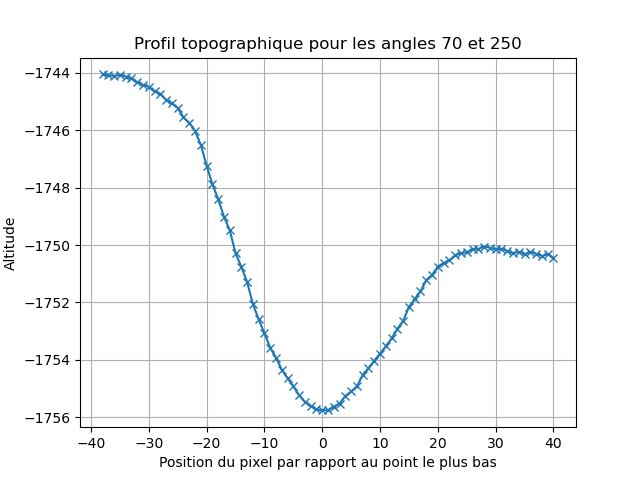 Profil topographique pour les angles 70 et 250
Altitude
−1744
−1746
−1748
−1750
−1752
−1754
−1756
−40 −30 −20 −10 0 10 20 30 40
Position du pixel par rapport au point le plus bas